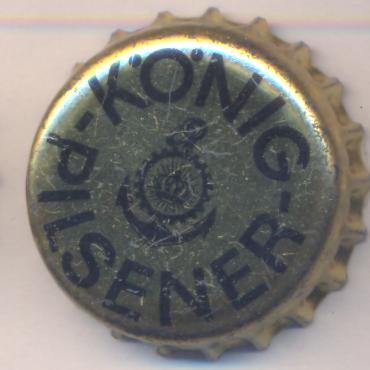 KÖNIG-
PILSENER-